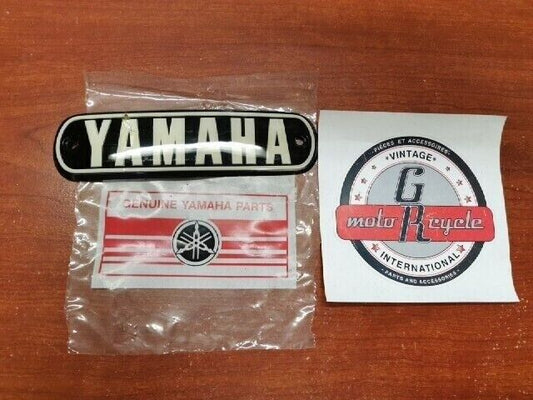 YAMAHA
GENUINE YAMAHA PARTS
PIÈCES ET ACCESSOIRES
VINTAGE
G
moto R cycle
INTERNATIONAL
PARTS AND ACCESSORIES